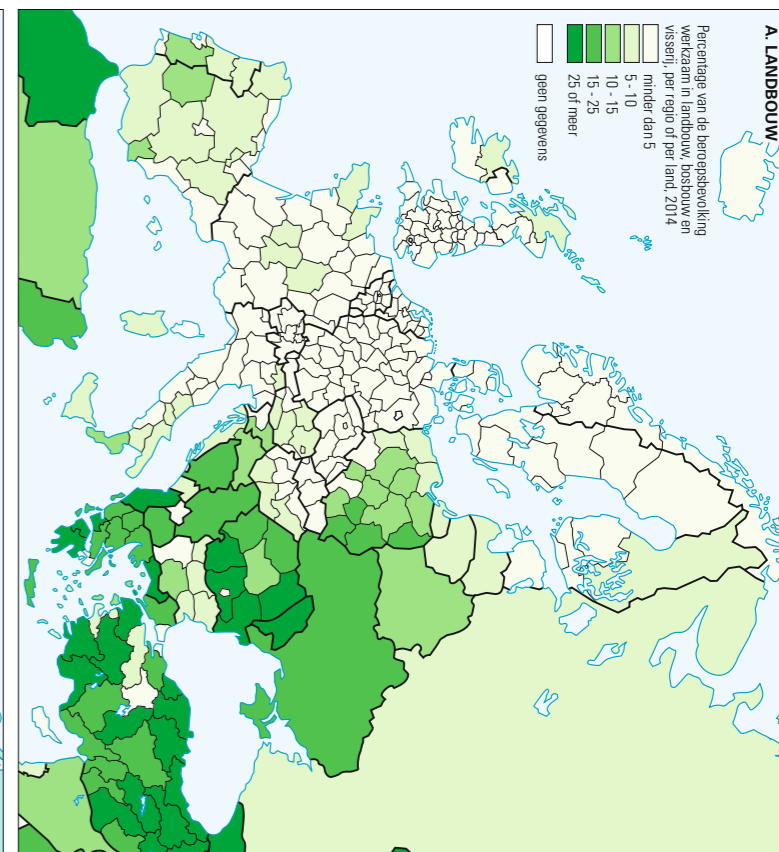 A. LANDBOUW
Percentage van de beroepsbevolking
werkzaam in landbouw, bosbouw en
visserij, per regio of per land, 2014
minder dan 5
5 - 10
10 - 15
15 - 25
25 of meer
geen gegevens